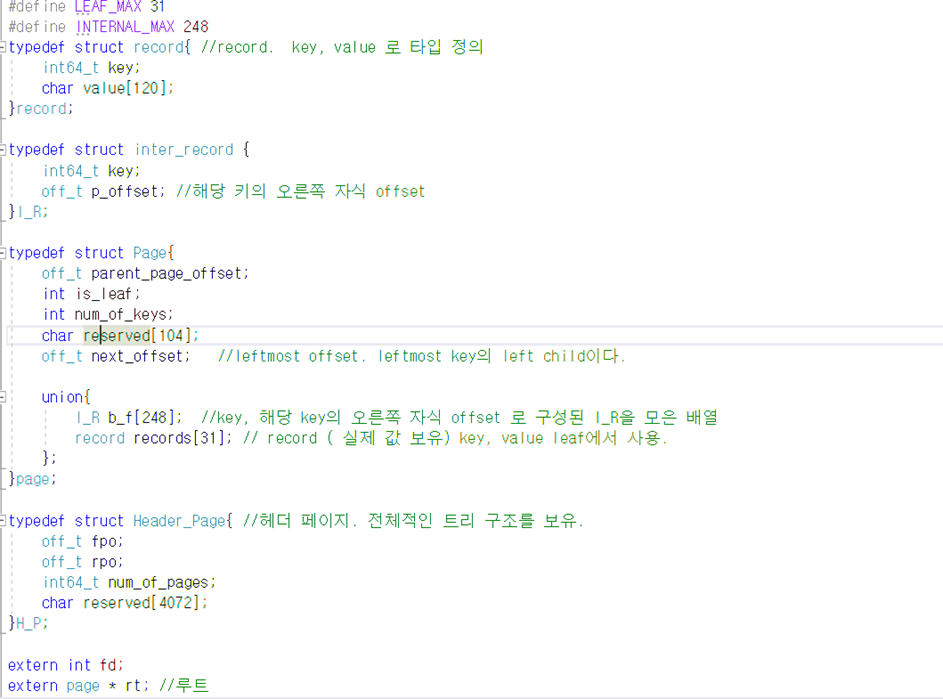 #define LEAF_MAX 31
#define INTERNAL_MAX 248
typedef struct record{ //record. key, value 로 타입 정의
int64_t key;
char value[120];
}record;
typedef struct inter_record {
int64_t key;
off_t p_offset; //해당 키의 오른쪽 자식 offset
}I_R;
typedef struct Page{
off_t parent_page_offset;
int is_leaf;
int num_of_keys;
char reserved[104];
off_t next_offset; //leftmost offset. leftmost key의 left child이다.
union{
I_R b_f[248]; //key, 해당 key의 오른쪽 자식 offset 로 구성된 I_R을 모은 배열
record records[31]; // record ( 실제 값 보유) key, value leaf에서 사용.
};
}page;
typedef struct Header_Page{ //헤더 페이지. 전체적인 트리 구조를 보유.
off_t fpo;
off_t rpo;
int64_t num_of_pages;
char reserved[4072];
}H_P;
extern int fd;
extern page * rt; //루트